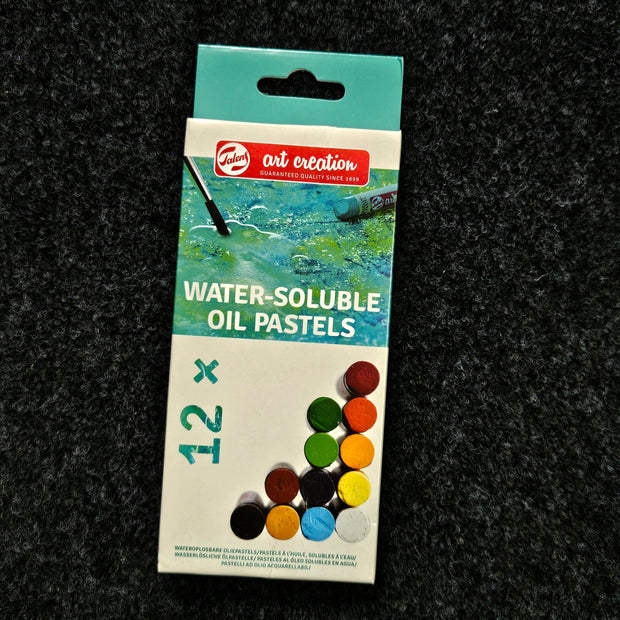 Talens
art creation
GUARANTEED QUALITY SINCE 1899
WATER-SOLUBLE
OIL PASTELS
12 x
WATEROPLOSBARE OLIEPASTELS/PASTELS À L'HUILE, SOLUBLES À L'EAU/
WASSERLÖSLICHE ÖLPASTELLE/ PASTELES AL ÓLEO SOLUBLES EN AGUA/
PASTELLI AD OLIO ACQUARELLABILI